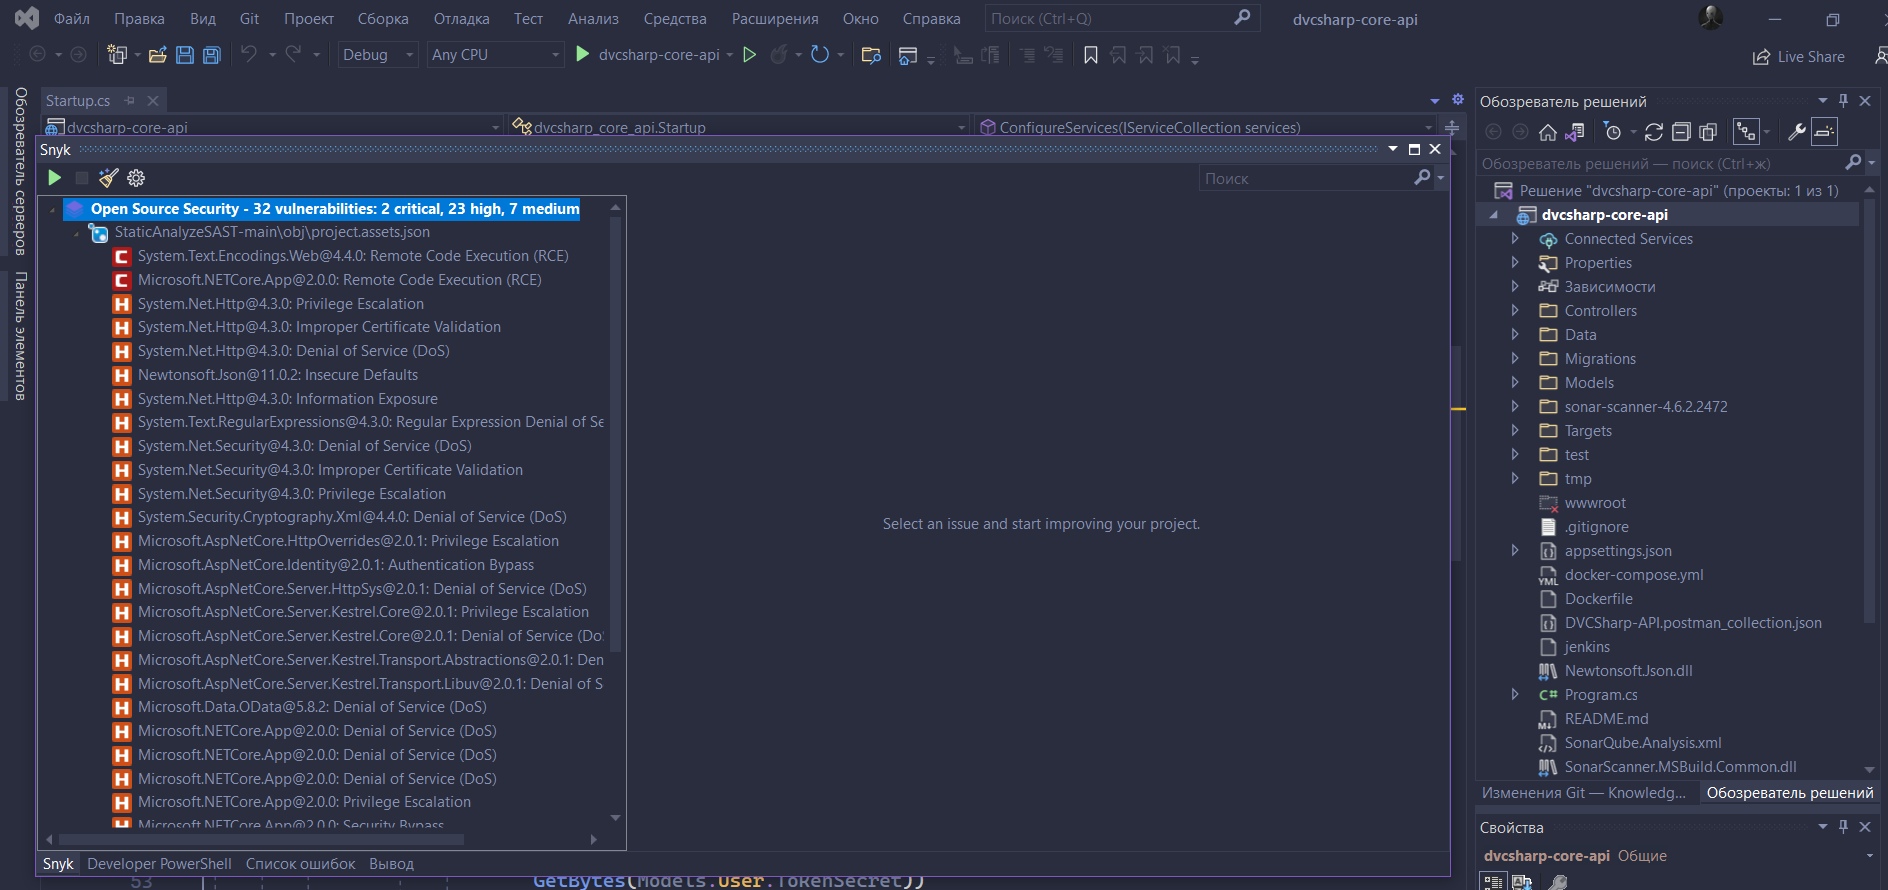 Файл Правка Вид Git Проект Сборка Отладка Тест Анализ Средства Расширения Окно Справка Поиск (Ctrl+Q) dvcsharp-core-api
Debug Any CPU dvcsharp-core-api Live Share
Обозреватель серверов
Панель элементов
Startup.cs
dvcsharp-core-api dvcsharp_core_api.Startup ConfigureServices(IServiceCollection services)
Snyk
Поиск
Open Source Security - 32 vulnerabilities: 2 critical, 23 high, 7 medium
StaticAnalyzeSAST-main\obj\project.assets.json
System.Text.Encodings.Web@4.4.0: Remote Code Execution (RCE)
Microsoft.NETCore.App@2.0.0: Remote Code Execution (RCE)
System.Net.Http@4.3.0: Privilege Escalation
System.Net.Http@4.3.0: Improper Certificate Validation
System.Net.Http@4.3.0: Denial of Service (DoS)
Newtonsoft.Json@11.0.2: Insecure Defaults
System.Net.Http@4.3.0: Information Exposure
System.Text.RegularExpressions@4.3.0: Regular Expression Denial of Se
System.Net.Security@4.3.0: Denial of Service (DoS)
System.Net.Security@4.3.0: Improper Certificate Validation
System.Net.Security@4.3.0: Privilege Escalation
System.Security.Cryptography.Xml@4.4.0: Denial of Service (DoS)
Microsoft.AspNetCore.HttpOverrides@2.0.1: Privilege Escalation
Microsoft.AspNetCore.Identity@2.0.1: Authentication Bypass
Microsoft.AspNetCore.Server.HttpSys@2.0.1: Denial of Service (DoS)
Microsoft.AspNetCore.Server.Kestrel.Core@2.0.1: Privilege Escalation
Microsoft.AspNetCore.Server.Kestrel.Core@2.0.1: Denial of Service (Do
Microsoft.AspNetCore.Server.Kestrel.Transport.Abstractions@2.0.1: Den
Microsoft.AspNetCore.Server.Kestrel.Transport.Libuv@2.0.1: Denial of S
Microsoft.Data.OData@5.8.2: Denial of Service (DoS)
Microsoft.NETCore.App@2.0.0: Denial of Service (DoS)
Microsoft.NETCore.App@2.0.0: Denial of Service (DoS)
Microsoft.NETCore.App@2.0.0: Denial of Service (DoS)
Microsoft.NETCore.App@2.0.0: Privilege Escalation
Microsoft.NETCore.App@2.0.0: Security Bypass
Select an issue and start improving your project.
Snyk Developer PowerShell Список ошибок Вывод
53 GetBytes(Models.User.TokenSecret))
Обозреватель решений
Обозреватель решений — поиск (Ctrl+ж)
Решение "dvcsharp-core-api" (проекты: 1 из 1)
dvcsharp-core-api
Connected Services
Properties
Зависимости
Controllers
Data
Migrations
Models
sonar-scanner-4.6.2.2472
Targets
test
tmp
wwwroot
.gitignore
appsettings.json
docker-compose.yml
Dockerfile
DVCSharp-API.postman_collection.json
jenkins
NewtonsoftJson.dll
Program.cs
README.md
SonarQube.Analysis.xml
SonarScanner.MSBuild.Common.dll
Изменения Git — Knowledg... Обозреватель решений
Свойства
dvcsharp-core-api Общие